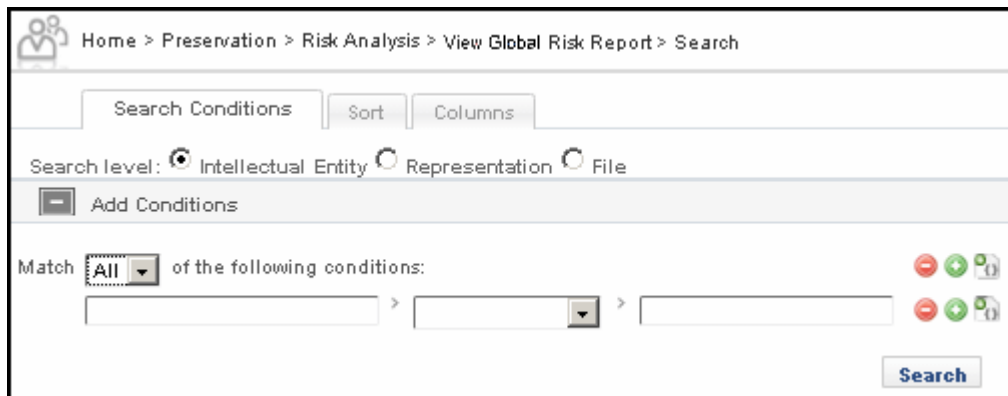 Home > Preservation > Risk Analysis > View Global Risk Report > Search
Search Conditions Sort Columns
Search level: Intellectual Entity Representation File
Add Conditions
Match All of the following conditions:
> >
Search